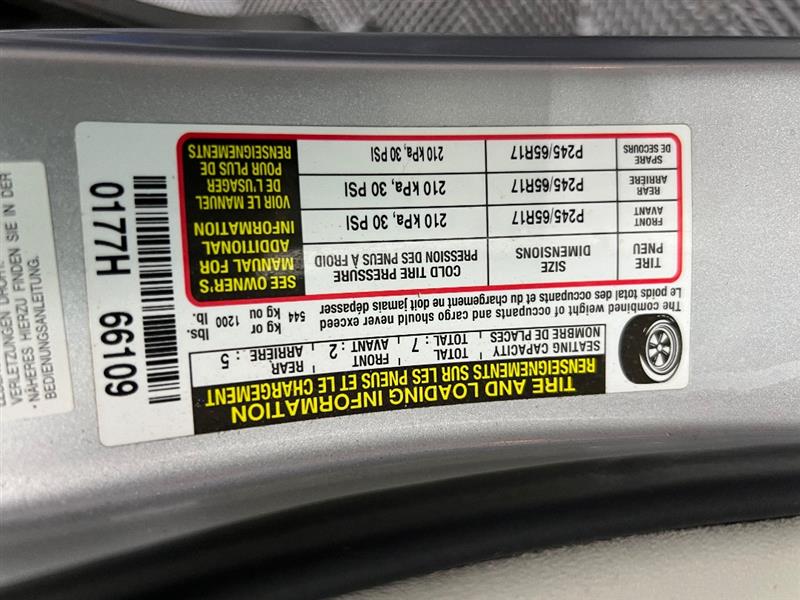 TIRE AND LOADING INFORMATION
RENSEIGNEMENTS SUR LES PNEUS ET LE CHARGEMENT
SEATING CAPACITY TOTAL : 7 FRONT : 2 REAR : 5
NOMBRE DE PLACES TOTAL AVANT ARRIÈRE
The combined weight of occupants and cargo should never exceed 544 kg or 1200 lbs.
Le poids total des occupants et du chargement ne doit jamais dépasser kg ou lb.
TIRE SIZE COLD TIRE PRESSURE
PNEU DIMENSIONS PRESSION DES PNEUS À FROID
FRONT
AVANT P245/65R17 210 kPa, 30 PSI
REAR
ARRIÈRE P245/65R17 210 kPa, 30 PSI
SPARE
DE SECOURS P245/65R17 210 kPa, 30 PSI
SEE OWNER'S
MANUAL FOR
ADDITIONAL
INFORMATION
VOIR LE MANUEL
DE L'USAGER
POUR PLUS DE
RENSEIGNEMENTS
0177H 66109
VERLETZUNGEN
* NÄHERES HIERZU FINDEN SIE IN DER
BEDIENUNGSANLEITUNG.